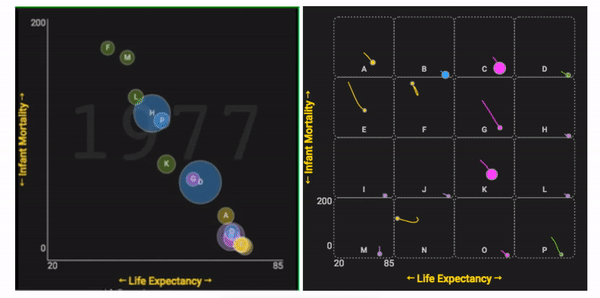 200
1977
F
M
L
H
P
K
G
O
A
0
20
85
← Infant Mortality →
← Life Expectancy →
A
B
C
D
E
F
G
H
I
J
K
L
M
N
O
P
200
0
20
85
← Infant Mortality →
← Life Expectancy →